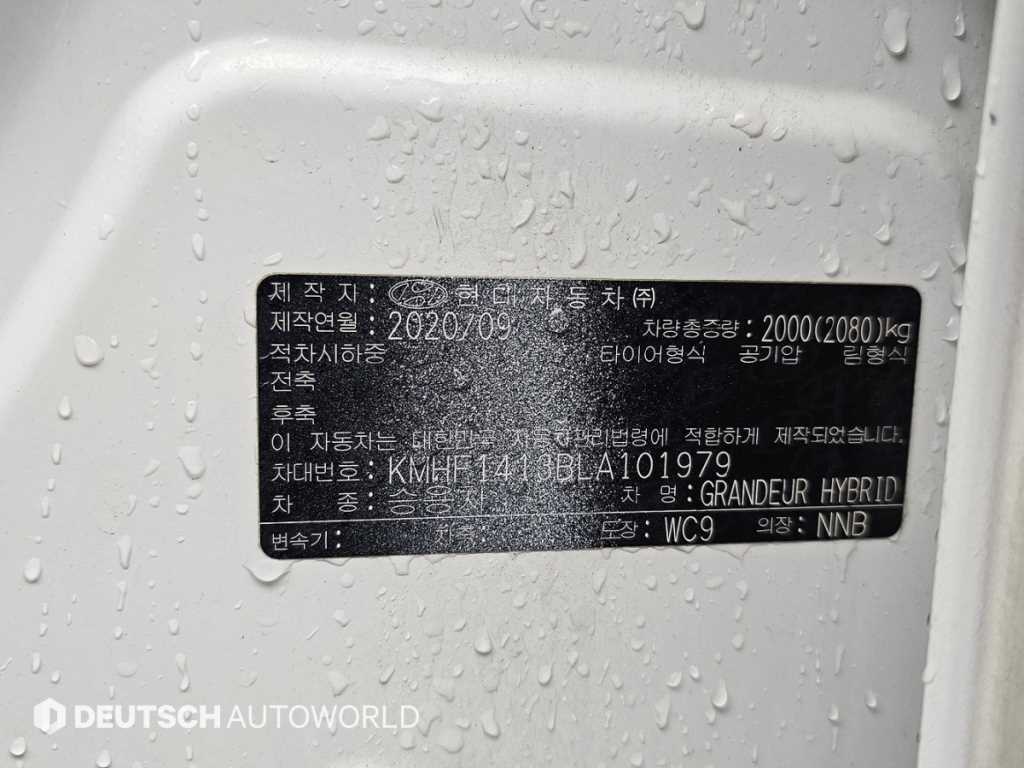 제 작 자 : 현대자동차(주)
제작연월 : 2020/09 차량총중량 : 2000(2080)kg
적차시하중 타이어형식 공기압 림형식
전축
후축
이 자동차는 대한민국 자동차관리법령에 적합하게 제작되었습니다.
차대번호 : KMHF1413BLA101979
차 종 : 승용차 차 명 : GRANDEUR HYBRID
변속기 : 차축 도장 : WC9 의장 : NNB
DEUTSCH AUTOWORLD